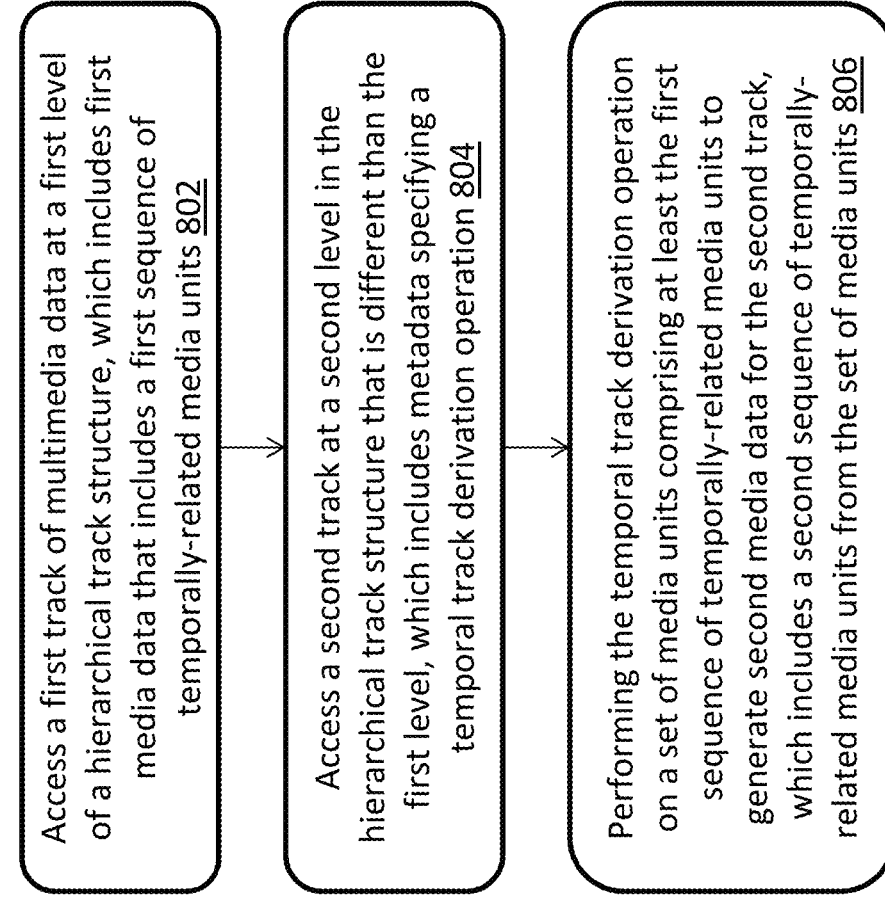 Access a first track of multimedia data at a first level
of a hierarchical track structure, which includes first
media data that includes a first sequence of
temporally-related media units 802
Access a second track at a second level in the
hierarchical track structure that is different than the
first level, which includes metadata specifying a
temporal track derivation operation 804
Performing the temporal track derivation operation
on a set of media units comprising at least the first
sequence of temporally-related media units to
generate second media data for the second track,
which includes a second sequence of temporally-
related media units from the set of media units 806